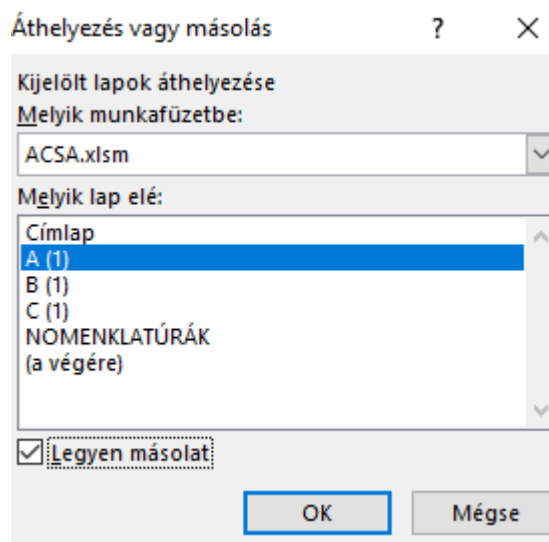 Áthelyezés vagy másolás ?
Kijelölt lapok áthelyezése
Melyik munkafüzetbe:
ACSA.xlsm
Melyik lap elé:
Címlap
A (1)
B (1)
C (1)
NOMENKLATÚRÁK
(a végére)
Legyen másolat
OK Mégse